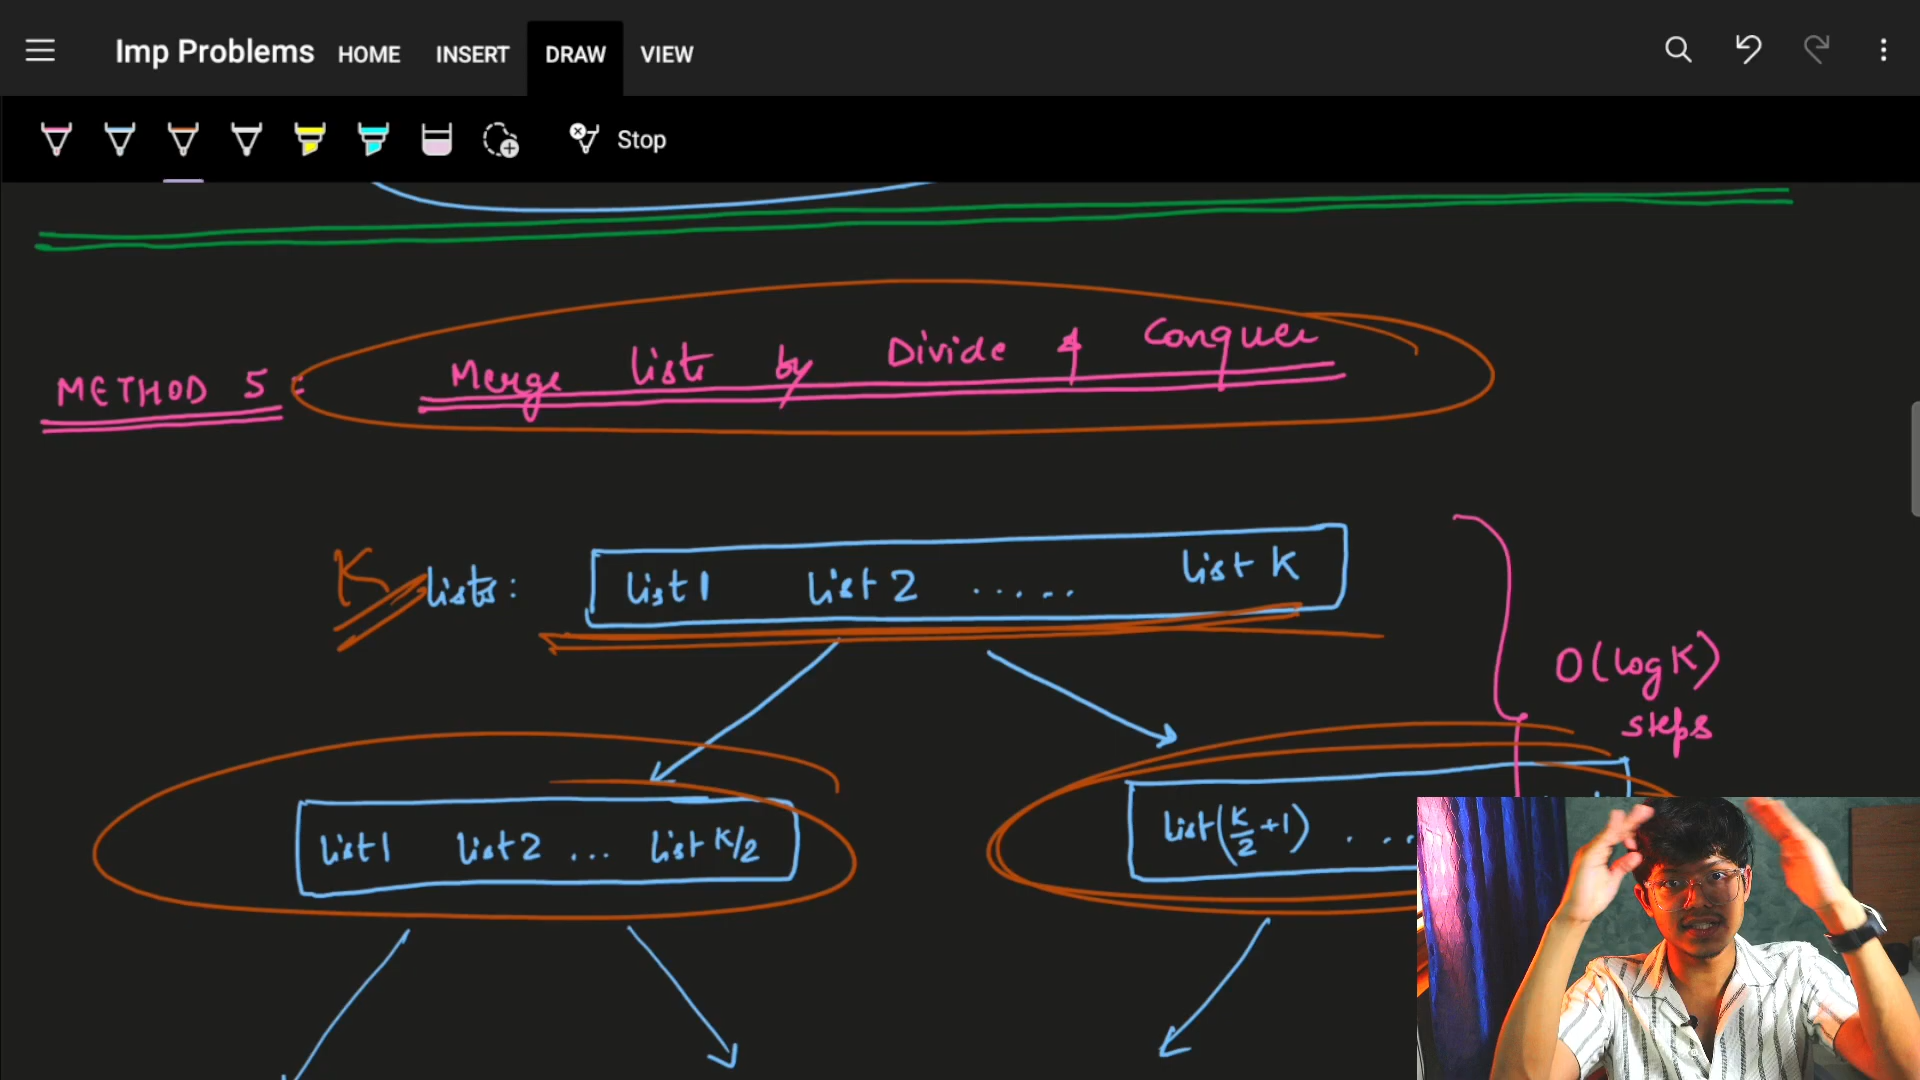 Imp Problems HOME INSERT DRAW VIEW
Stop
METHOD 5: Merge lists by Divide & Conquer
K lists: list 1 list 2 ..... list K
O(log K)
steps
list 1 list 2 ... list K/2
list(K/2+1) ...